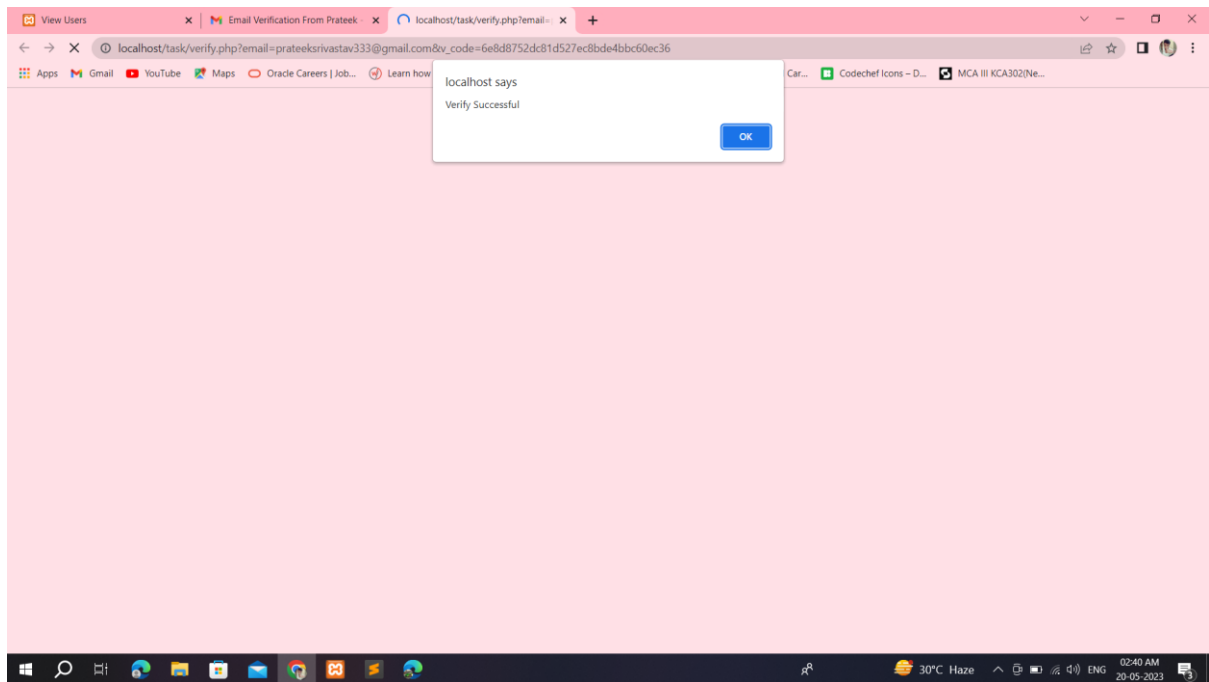 View Users
Email Verification From Prateek -
localhost/task/verify.php?email=
localhost/task/verify.php?email=prateeksrivastav333@gmail.com&v_code=6e8d8752dc81d527ec8bde4bbc60ec36
Apps Gmail YouTube Maps Oracle Careers | Job... Learn how Car... Codechef Icons – D... MCA III KCA302(Ne...
localhost says
Verify Successful
OK
30°C Haze ENG 02:40 AM
20-05-2023 3